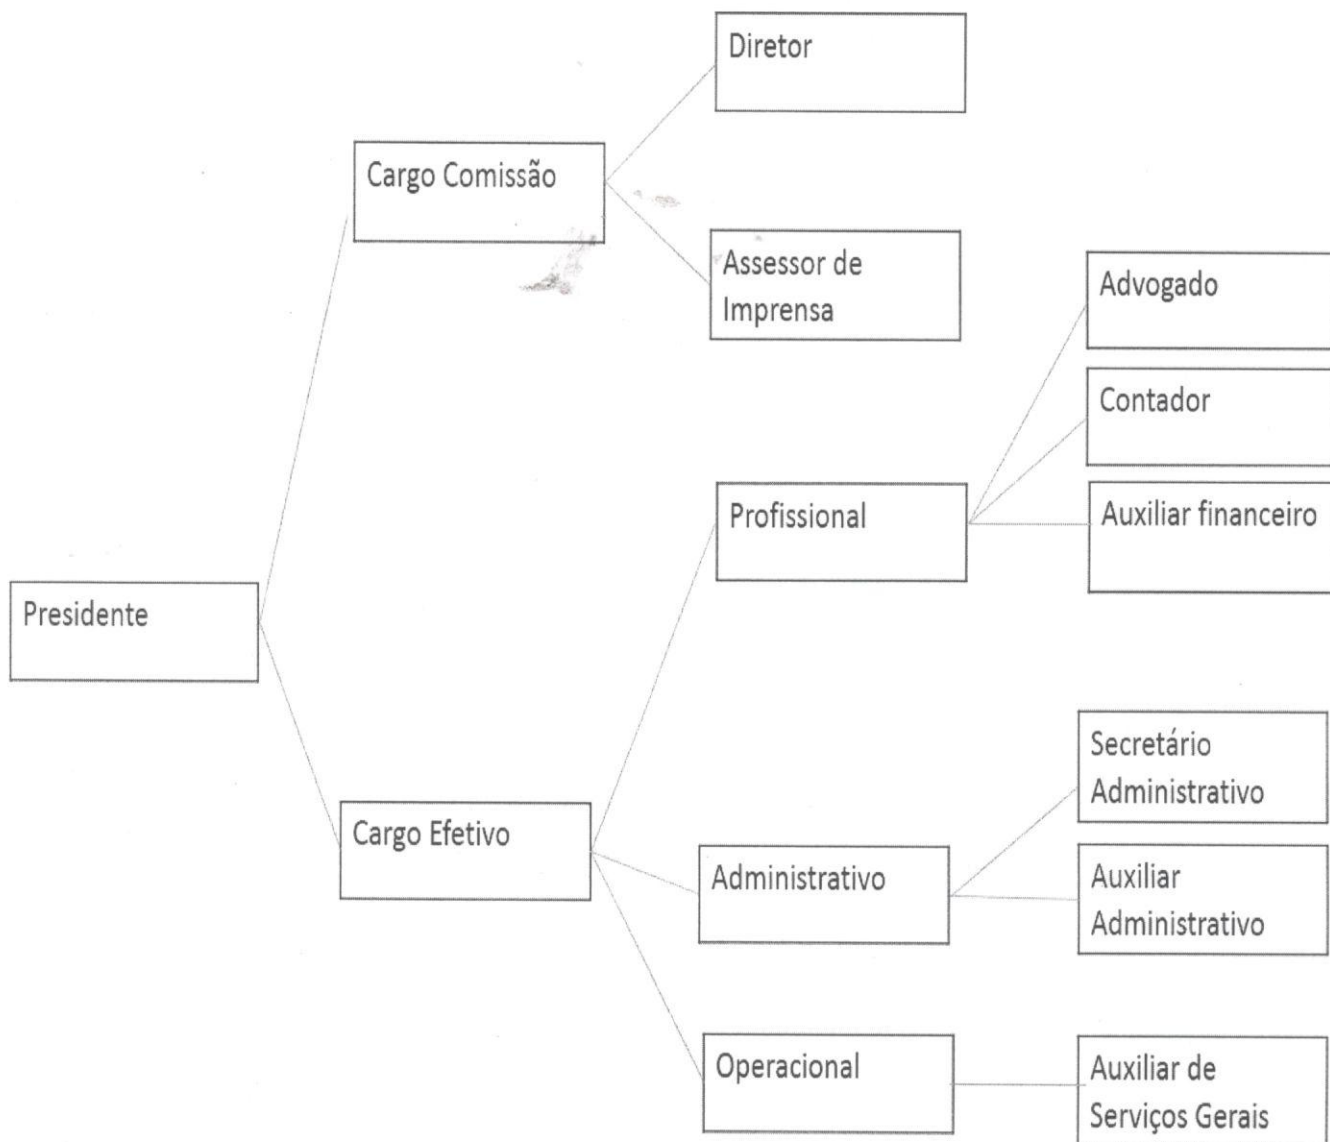 Diretor
Cargo Comissão
Assessor de
Imprensa
Advogado
Contador
Profissional
Auxiliar financeiro
Presidente
Secretário
Administrativo
Cargo Efetivo
Administrativo
Auxiliar
Administrativo
Operacional
Auxiliar de
Serviços Gerais